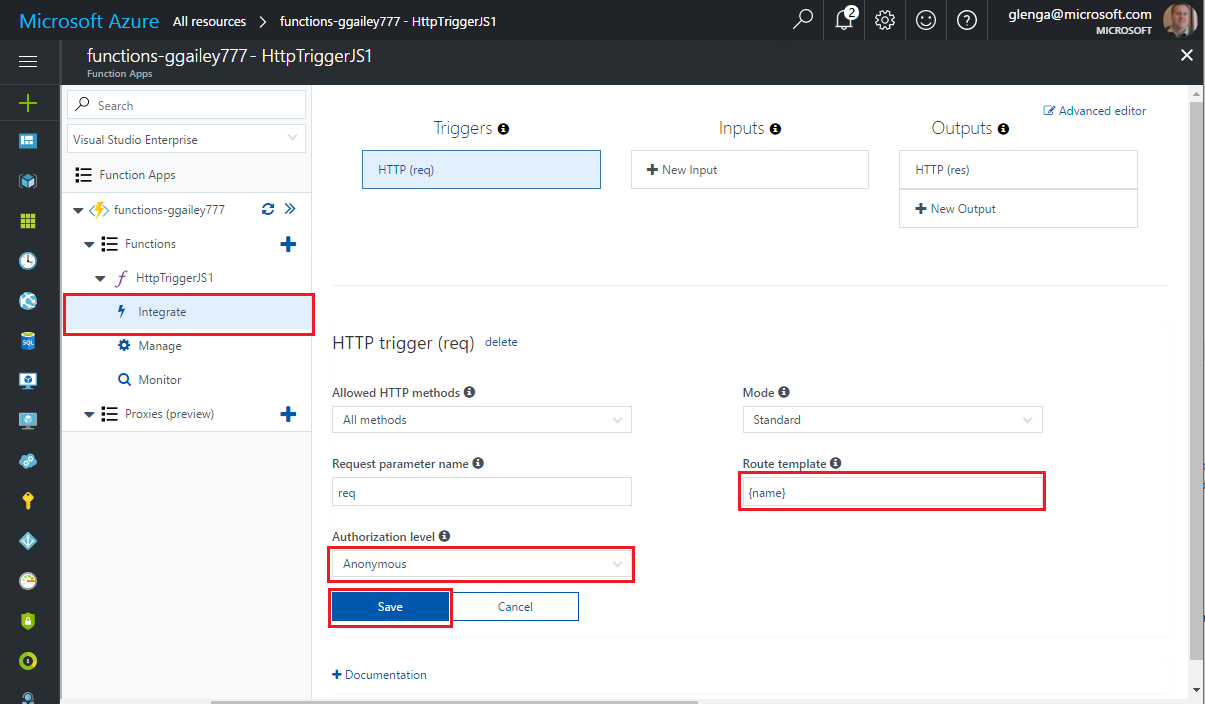 Microsoft Azure All resources > functions-ggailey777 - HttpTriggerJS1
2
glenga@microsoft.com
MICROSOFT
functions-ggailey777 - HttpTriggerJS1
Function Apps
Search
Visual Studio Enterprise
Function Apps
functions-ggailey777
Functions
HttpTriggerJS1
Integrate
Manage
Monitor
Proxies (preview)
Advanced editor
Triggers
Inputs
Outputs
HTTP (req)
New Input
HTTP (res)
New Output
HTTP trigger (req) delete
Allowed HTTP methods
Mode
All methods
Standard
Request parameter name
Route template
req
{name}
Authorization level
Anonymous
Save
Cancel
Documentation
SQL